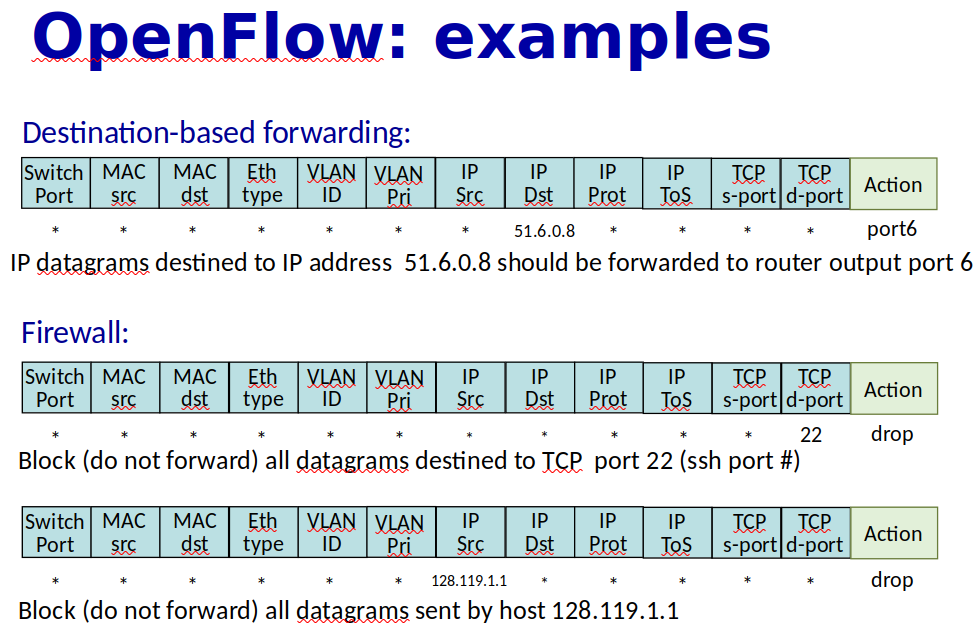 OpenFlow: examples
Destination-based forwarding:
Switch Port MAC src MAC dst Eth type VLAN ID VLAN Pri IP Src IP Dst IP Prot IP ToS TCP s-port TCP d-port Action
* * * * * * * 51.6.0.8 * * * * port6
IP datagrams destined to IP address 51.6.0.8 should be forwarded to router output port 6
Firewall:
Switch Port MAC src MAC dst Eth type VLAN ID VLAN Pri IP Src IP Dst IP Prot IP ToS TCP s-port TCP d-port Action
* * * * * * * * * * * 22 drop
Block (do not forward) all datagrams destined to TCP port 22 (ssh port #)
Switch Port MAC src MAC dst Eth type VLAN ID VLAN Pri IP Src IP Dst IP Prot IP ToS TCP s-port TCP d-port Action
* * * * * * 128.119.1.1 * * * * * drop
Block (do not forward) all datagrams sent by host 128.119.1.1